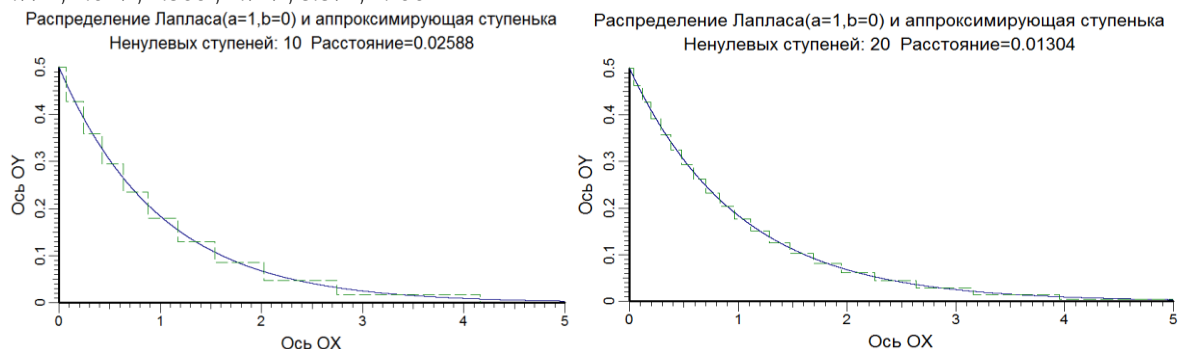 Распределение Лапласа(a=1,b=0) и аппроксимирующая ступенька
Ненулевых ступеней: 10 Расстояние=0.02588
0.5
0.4
0.3
0.2
0.1
0
Ось OY
0 1 2 3 4 5
Ось OX
Распределение Лапласа(a=1,b=0) и аппроксимирующая ступенька
Ненулевых ступеней: 20 Расстояние=0.01304
0.5
0.4
0.3
0.2
0.1
0
Ось OY
0 1 2 3 4 5
Ось OX